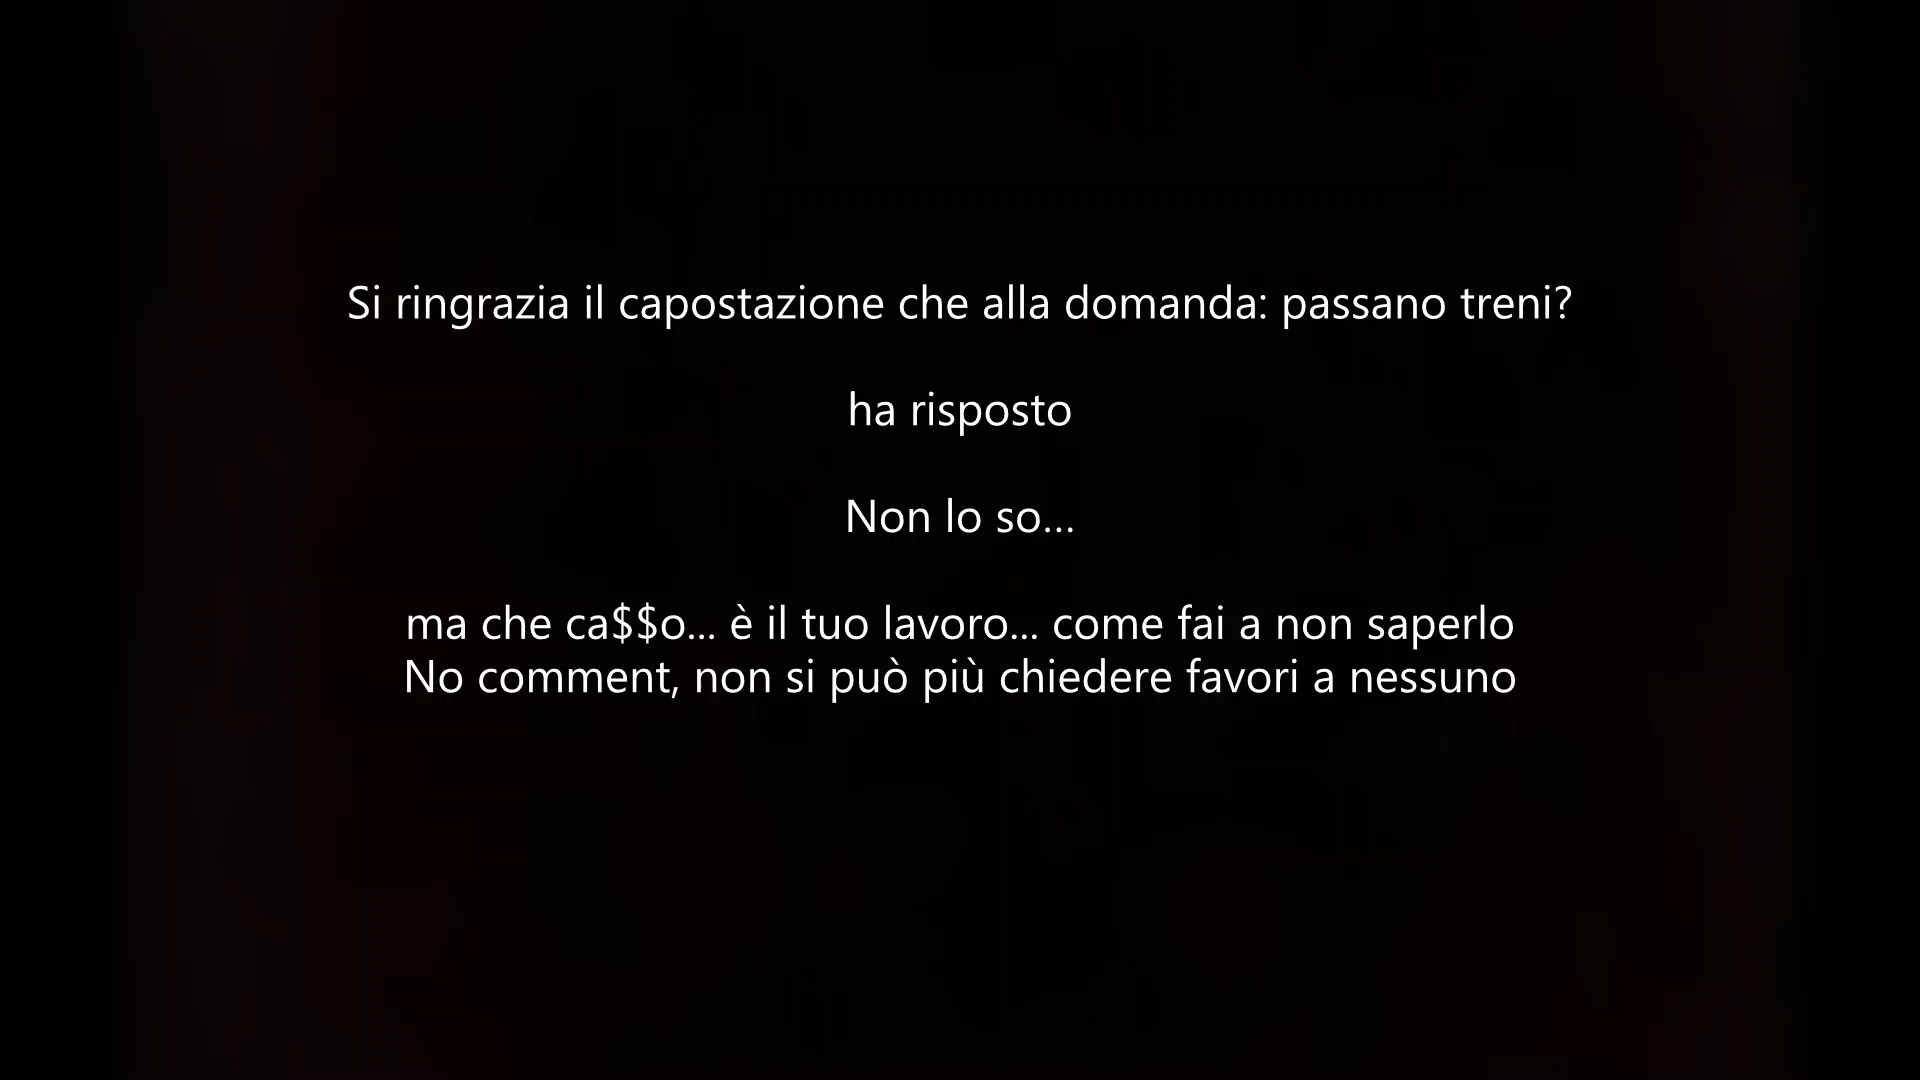 Si ringrazia il capostazione che alla domanda: passano treni?
ha risposto
Non lo so...
ma che ca$$o... è il tuo lavoro... come fai a non saperlo
No comment, non si può più chiedere favori a nessuno